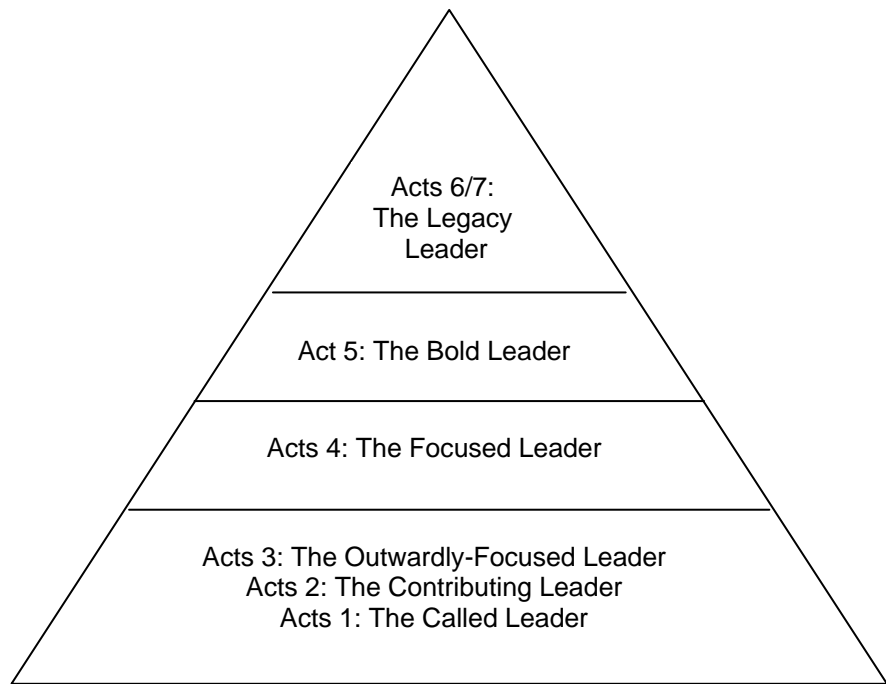 Acts 6/7:
The Legacy
Leader
Act 5: The Bold Leader
Acts 4: The Focused Leader
Acts 3: The Outwardly-Focused Leader
Acts 2: The Contributing Leader
Acts 1: The Called Leader